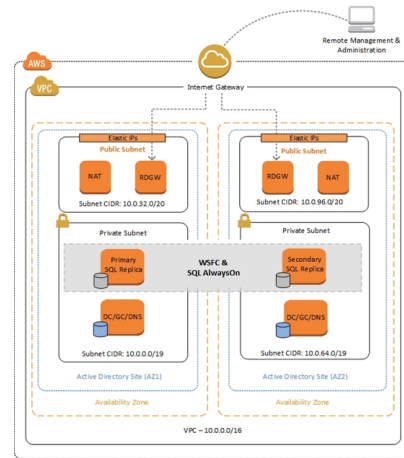 Remote Management &
Administration
AWS
VPC
Internet Gateway
Elastic IPs
Public Subnet
NAT
RDGW
Subnet CIDR: 10.0.32.0/20
Elastic IPs
Public Subnet
RDGW
NAT
Subnet CIDR: 10.0.96.0/20
Private Subnet
Private Subnet
Primary
SQL Replica
WSFC &
SQL AlwaysOn
Secondary
SQL Replica
DC/GC/DNS
DC/GC/DNS
Subnet CIDR: 10.0.0.0/19
Subnet CIDR: 10.0.64.0/19
Active Directory Site (AZ1)
Active Directory Site (AZ2)
Availability Zone
Availability Zone
VPC – 10.0.0.0/16